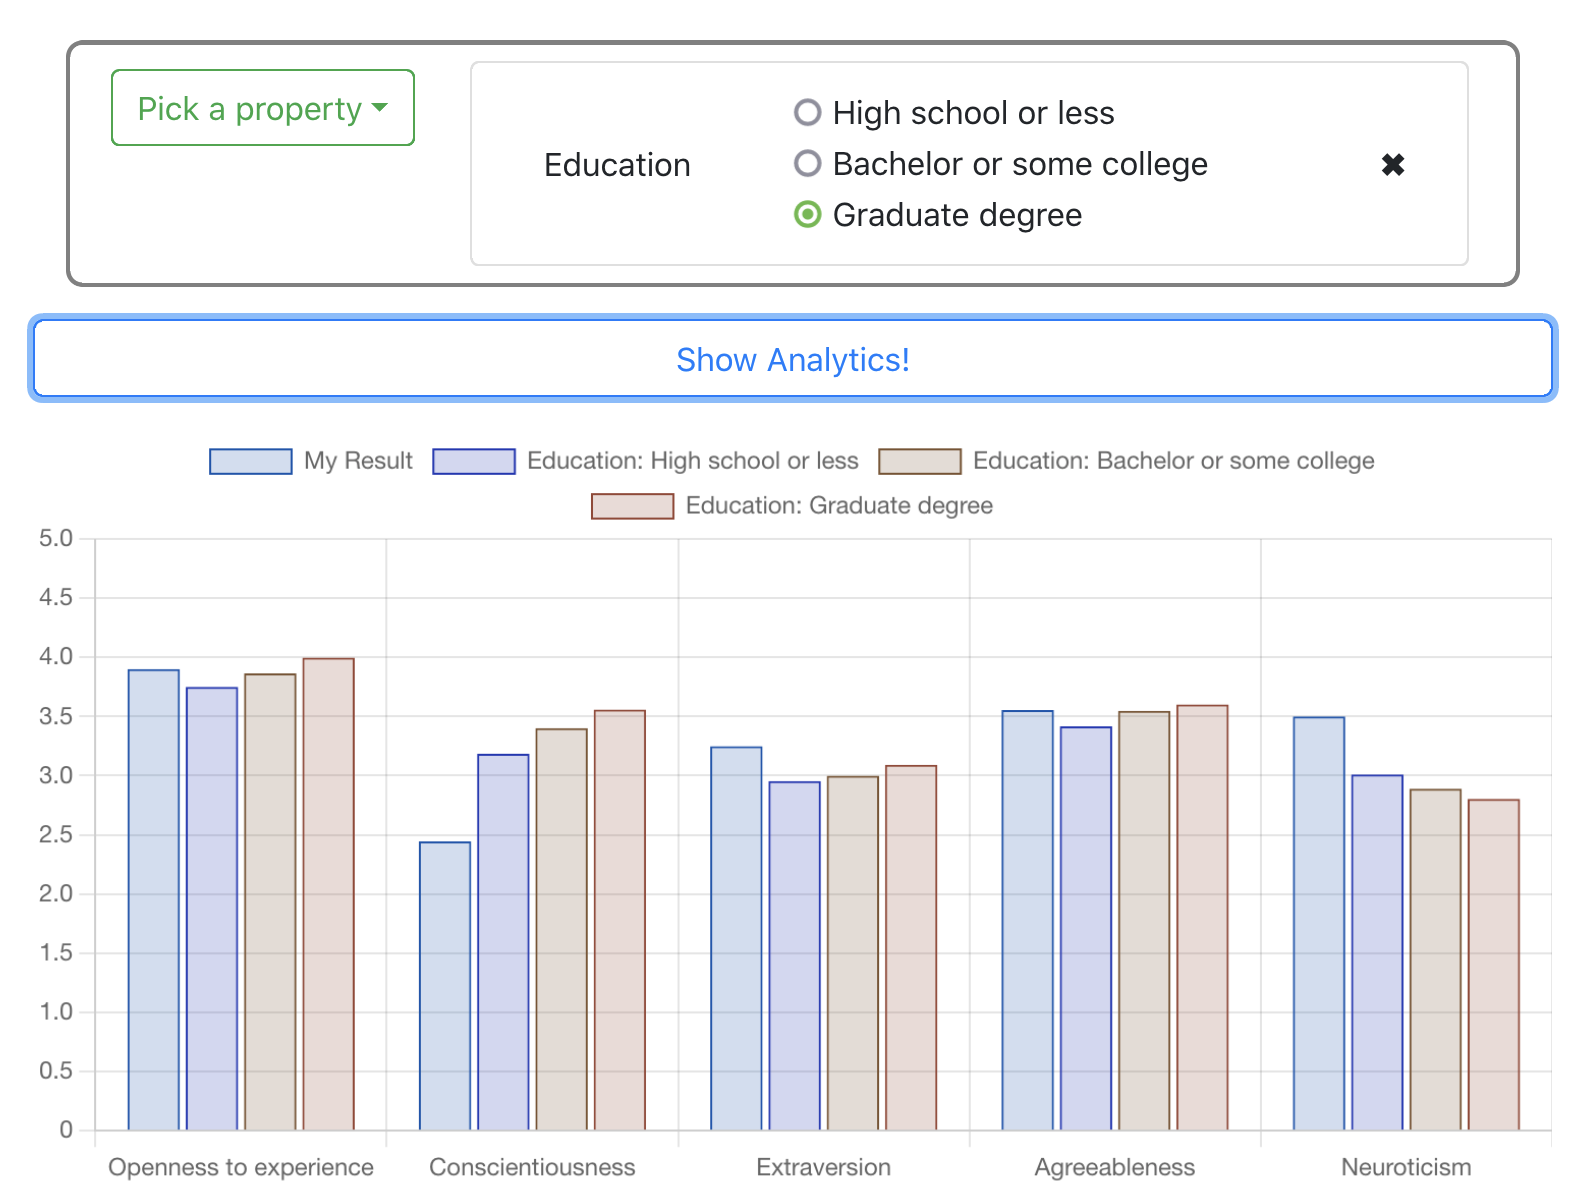 Pick a property
Education
High school or less
Bachelor or some college
Graduate degree
Show Analytics!
My Result
Education: High school or less
Education: Bachelor or some college
Education: Graduate degree
5.0
4.5
4.0
3.5
3.0
2.5
2.0
1.5
1.0
0.5
0
Openness to experience
Conscientiousness
Extraversion
Agreeableness
Neuroticism